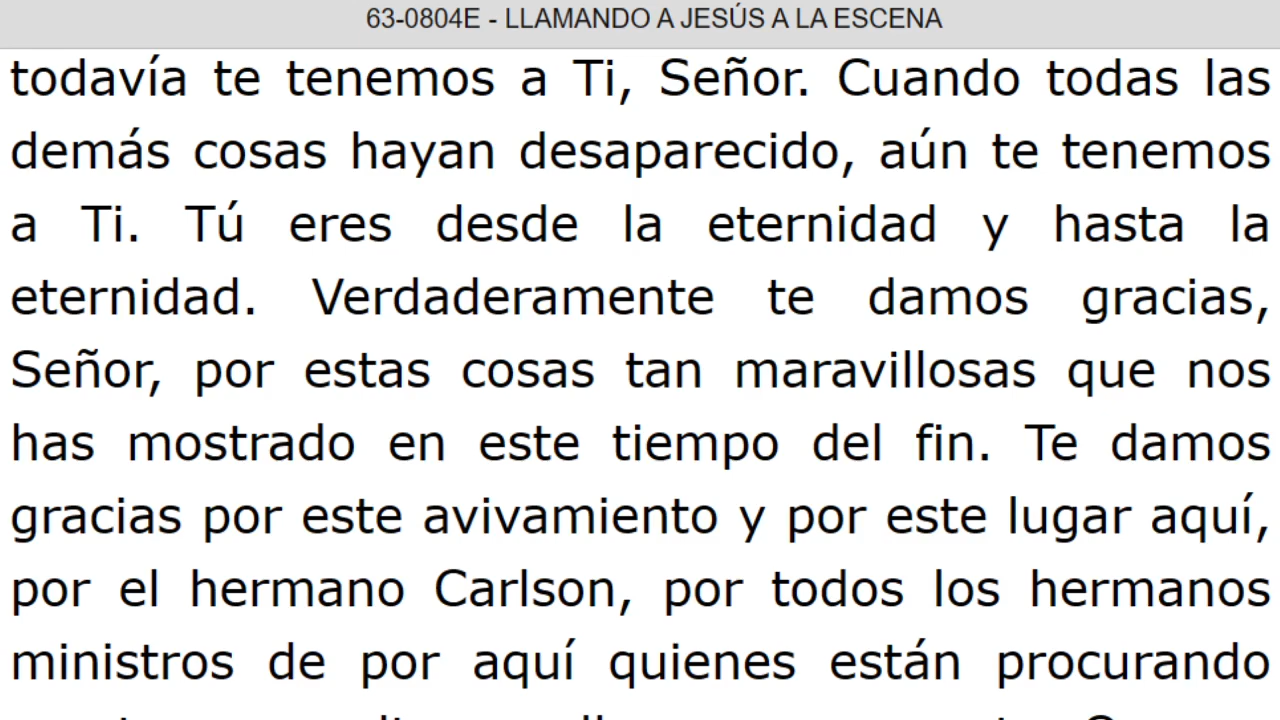 63-0804E - LLAMANDO A JESÚS A LA ESCENA
todavía te tenemos a Ti, Señor. Cuando todas las
demás cosas hayan desaparecido, aún te tenemos
a Ti. Tú eres desde la eternidad y hasta la
eternidad. Verdaderamente te damos gracias,
Señor, por estas cosas tan maravillosas que nos
has mostrado en este tiempo del fin. Te damos
gracias por este avivamiento y por este lugar aquí,
por el hermano Carlson, por todos los hermanos
ministros de por aquí quienes están procurando